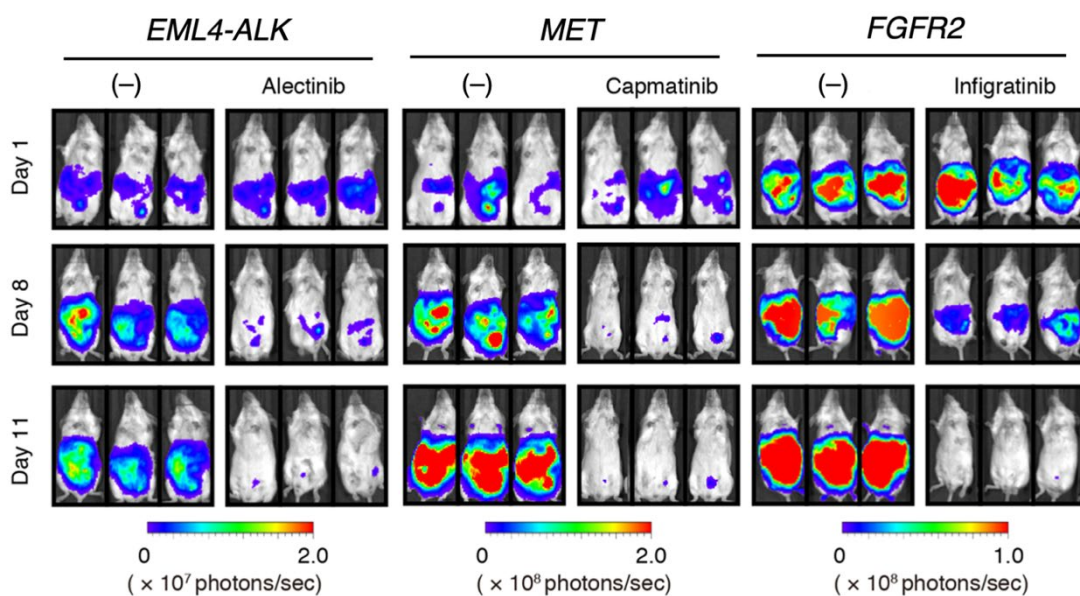 EML4-ALK MET FGFR2
(–) Alectinib (–) Capmatinib (–) Infigratinib
Day 1
Day 8
Day 11
0 2.0 0 2.0 0 1.0
( × 10⁷ photons/sec) ( × 10⁸ photons/sec) ( × 10⁸ photons/sec)